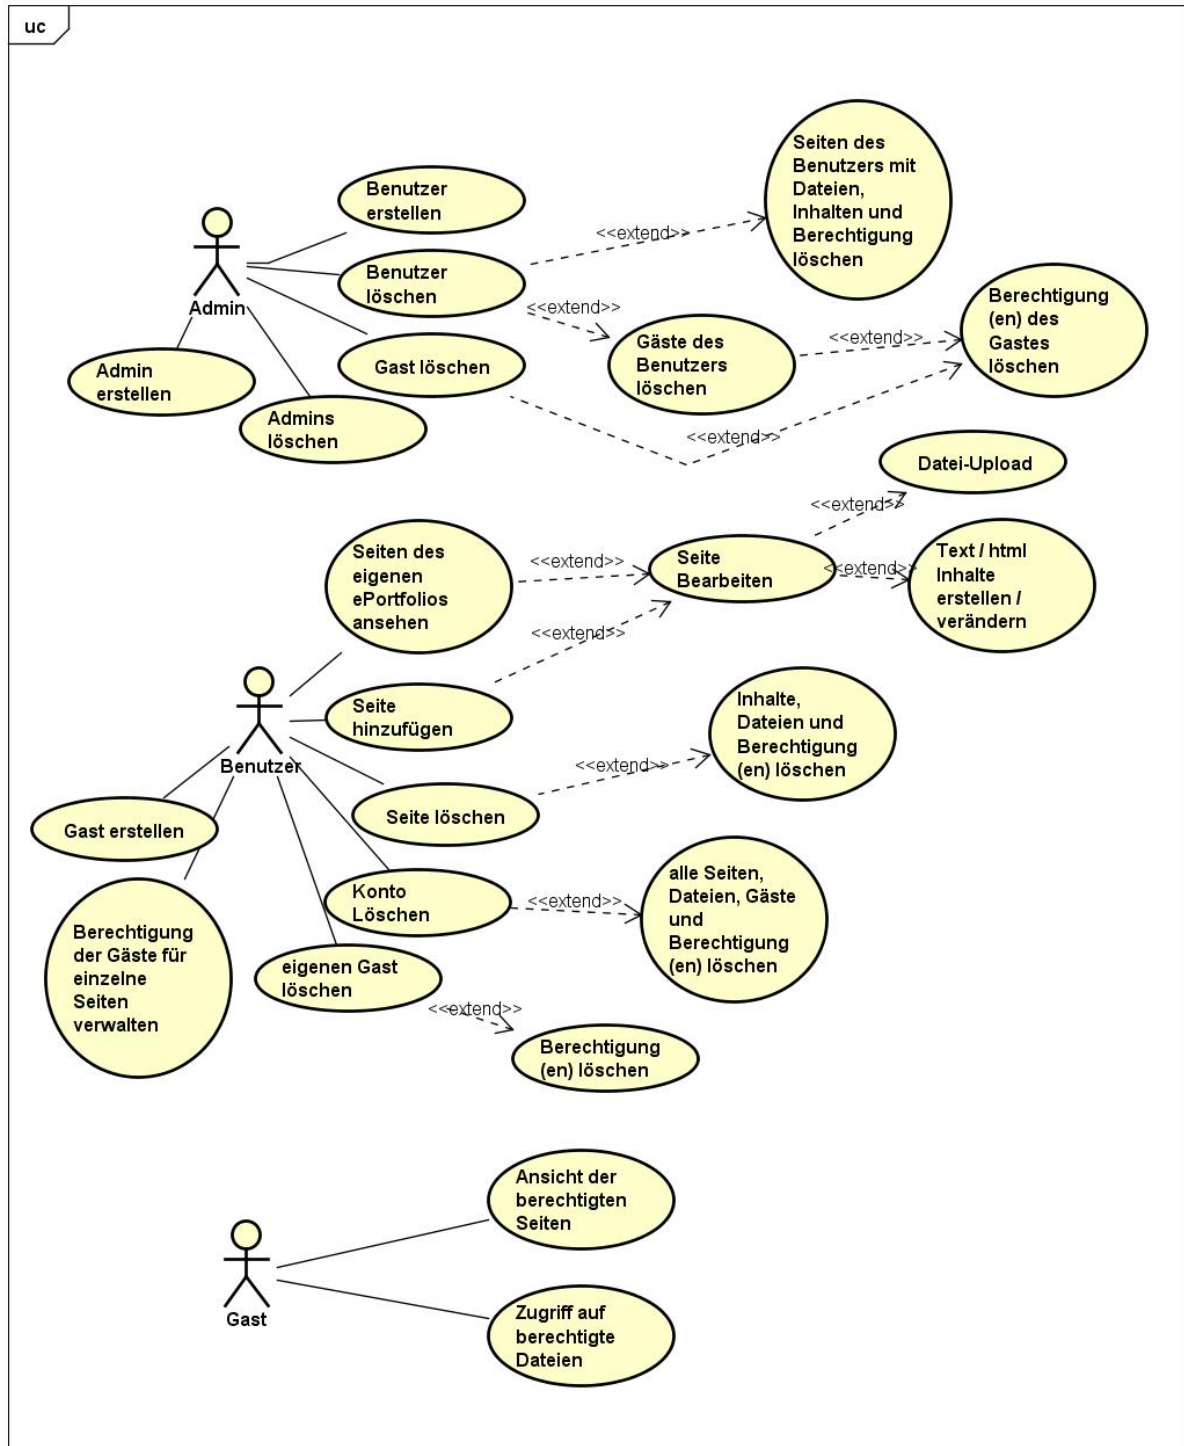 uc
Admin
Benutzer
erstellen
Benutzer
löschen
Gast löschen
Admin
erstellen
Admins
löschen
<<extend>>
Seiten des
Benutzers mit
Dateien,
Inhalten und
Berechtigung
löschen
<<extend>>
Gäste des
Benutzers
löschen
<<extend>>
Berechtigung
(en) des
Gastes
löschen
<<extend>>
Benutzer
Seiten des
eigenen
ePortfolios
ansehen
<<extend>>
Seite
Bearbeiten
<<extend>>
Datei-Upload
<<extend>>
Text / html
Inhalte
erstellen /
verändern
Seite
hinzufügen
<<extend>>
Seite löschen
<<extend>>
Inhalte,
Dateien und
Berechtigung
(en) löschen
Gast erstellen
Konto
Löschen
<<extend>>
alle Seiten,
Dateien, Gäste
und
Berechtigung
(en) löschen
Berechtigung
der Gäste für
einzelne
Seiten
verwalten
eigenen Gast
löschen
<<extend>>
Berechtigung
(en) löschen
Gast
Ansicht der
berechtigten
Seiten
Zugriff auf
berechtigte
Dateien